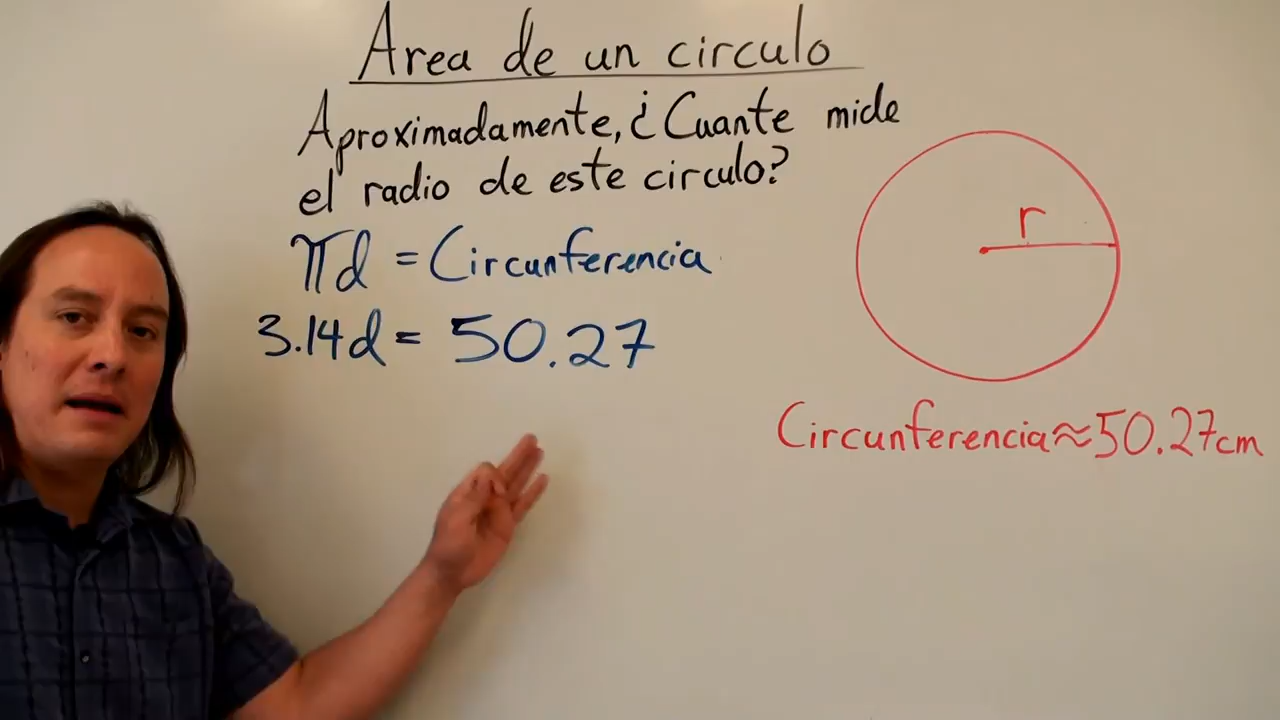 Area de un circulo
Aproximadamente, ¿Cuante mide
el radio de este circulo?
πd = Circunferencia
3.14d = 50.27
r
Circunferencia≈50.27cm